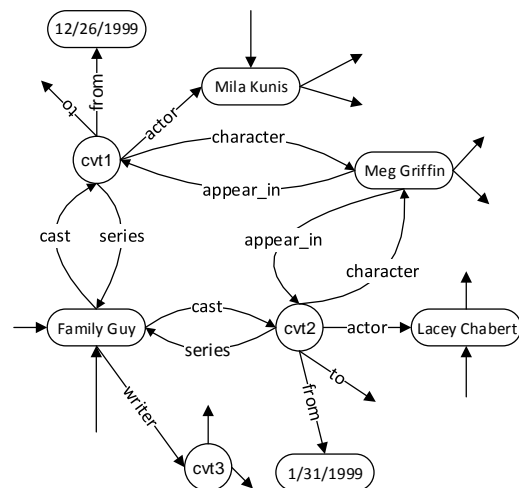 12/26/1999
to
from
Mila Kunis
actor
cvt1
character
Meg Griffin
appear_in
cast
series
appear_in
character
Family Guy
cast
series
cvt2
actor
Lacey Chabert
from
to
writer
cvt3
1/31/1999